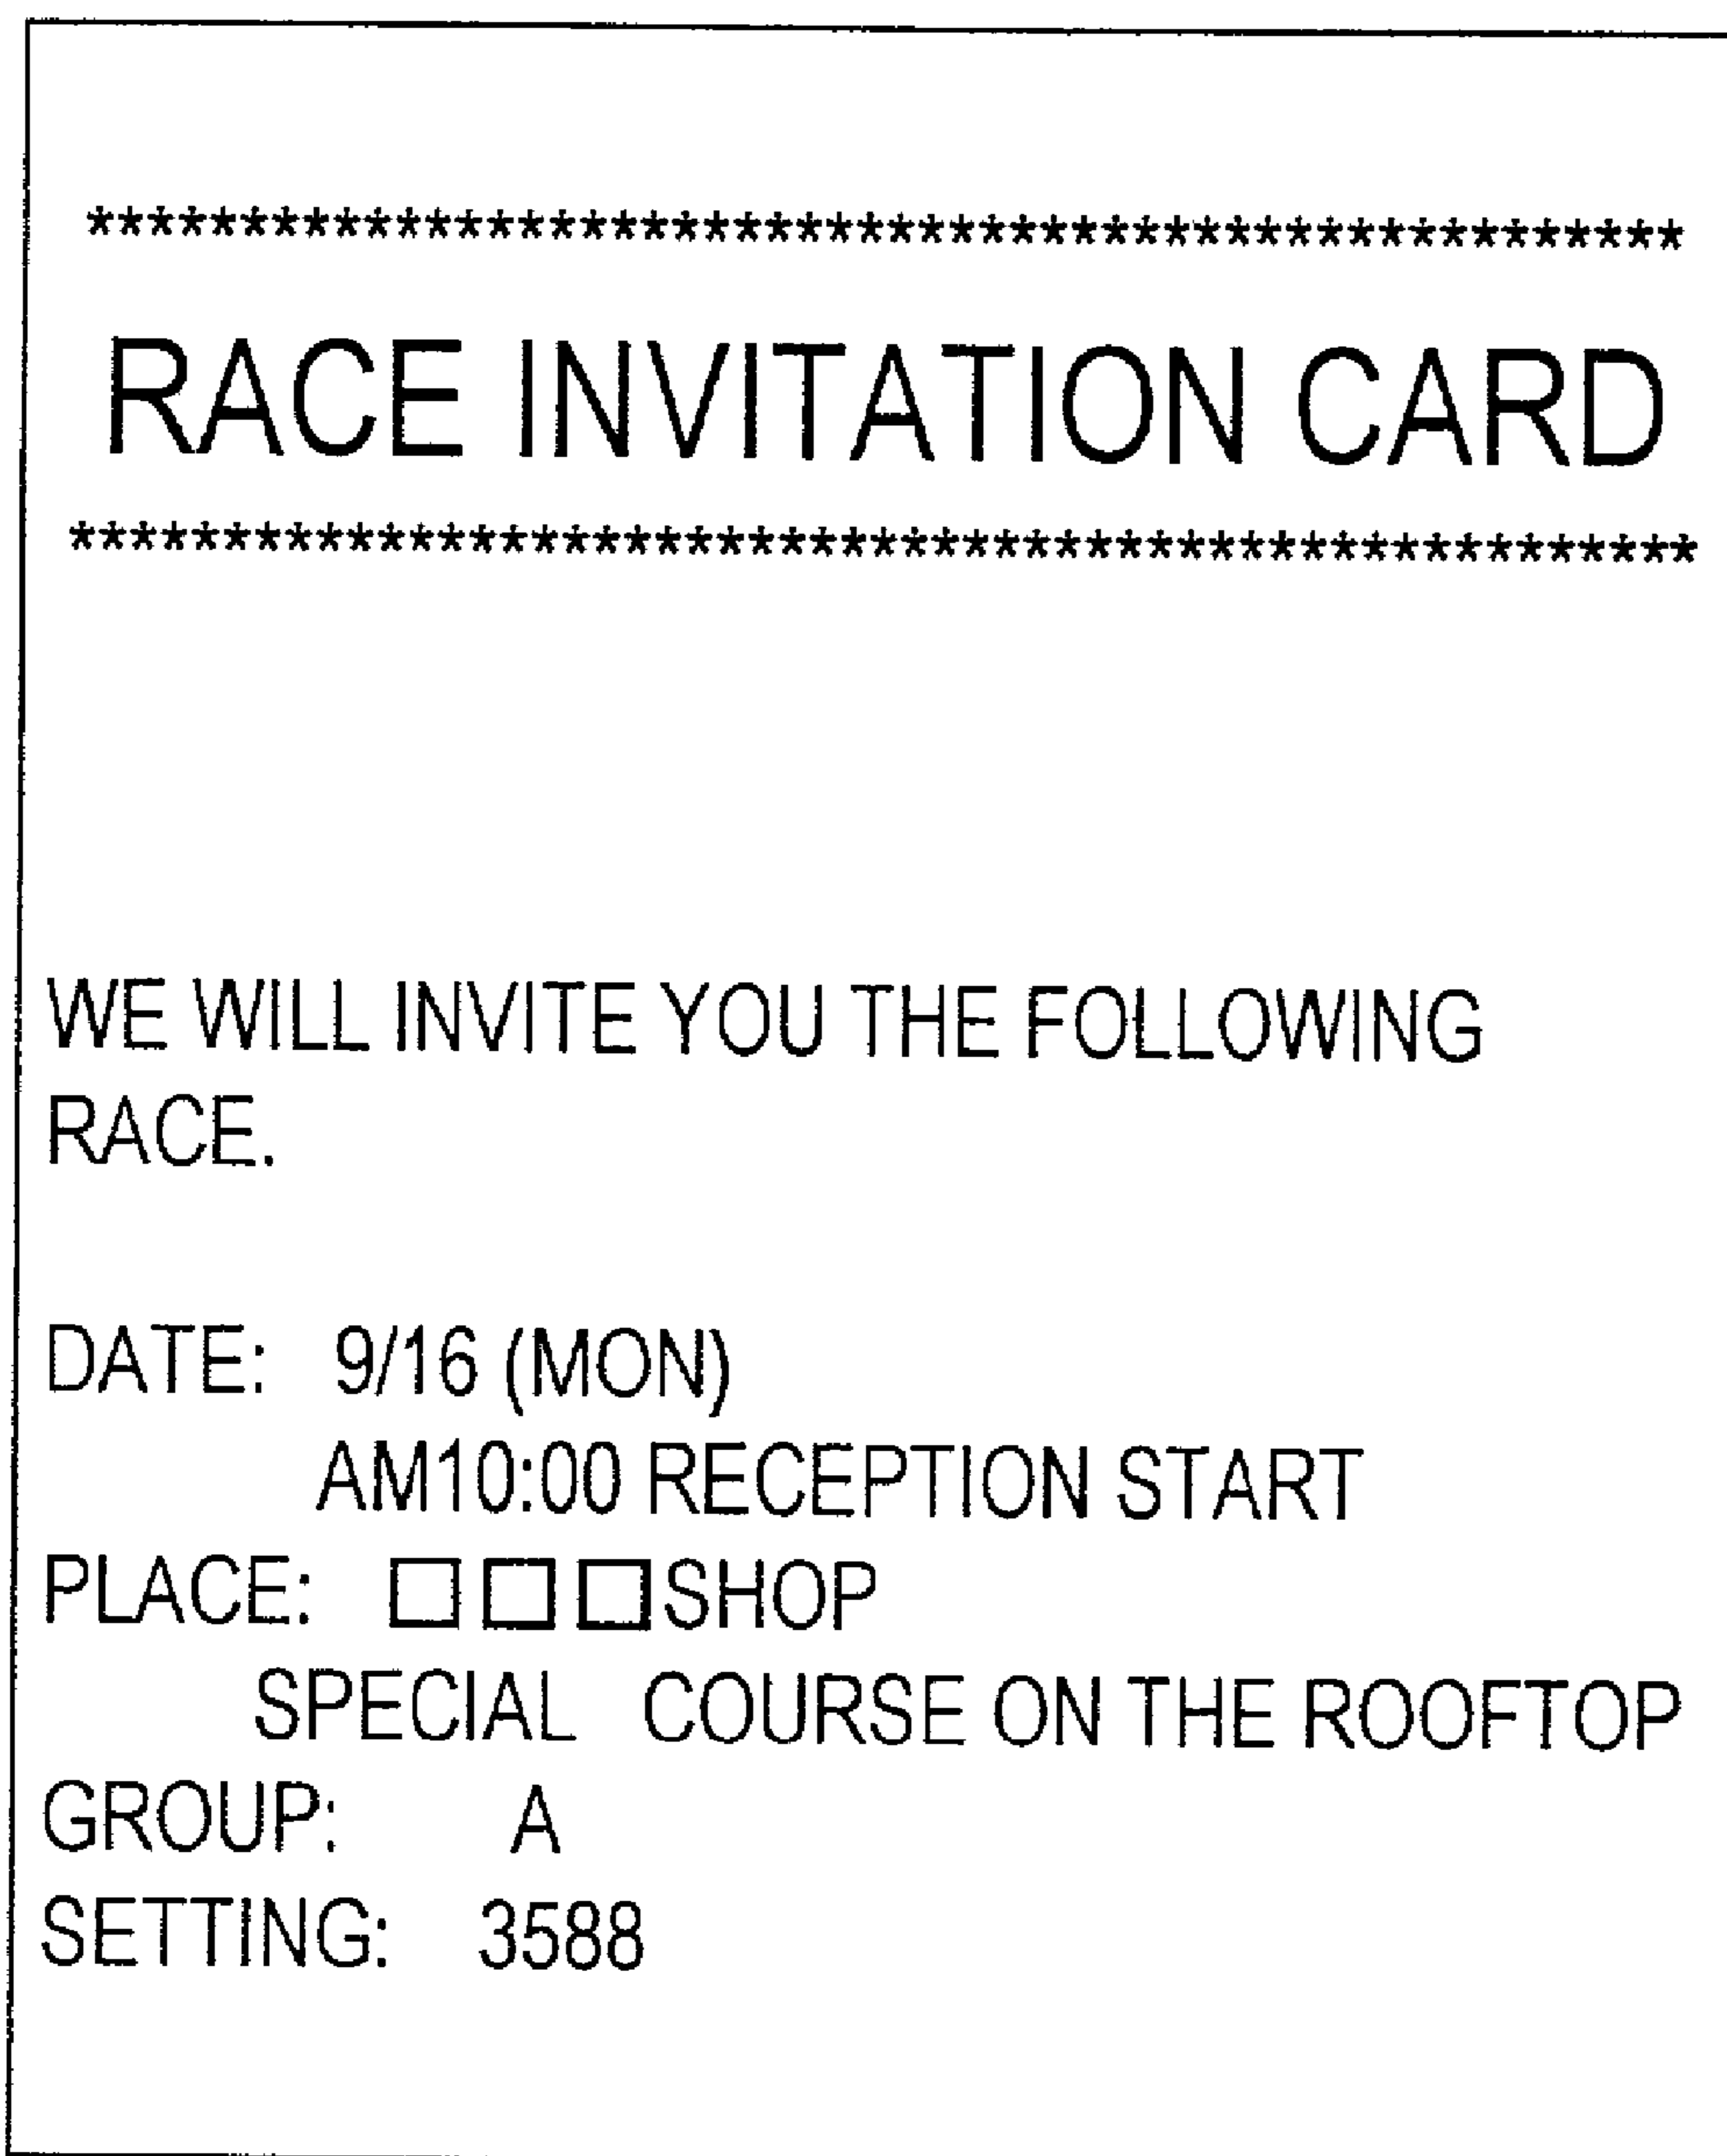 ****************************************************
RACE INVITATION CARD
*****************************************************
WE WILL INVITE YOU THE FOLLOWING
RACE.
DATE: 9/16 (MON)
AM10:00 RECEPTION START
PLACE: □□□SHOP
SPECIAL COURSE ON THE ROOFTOP
GROUP: A
SETTING: 3588